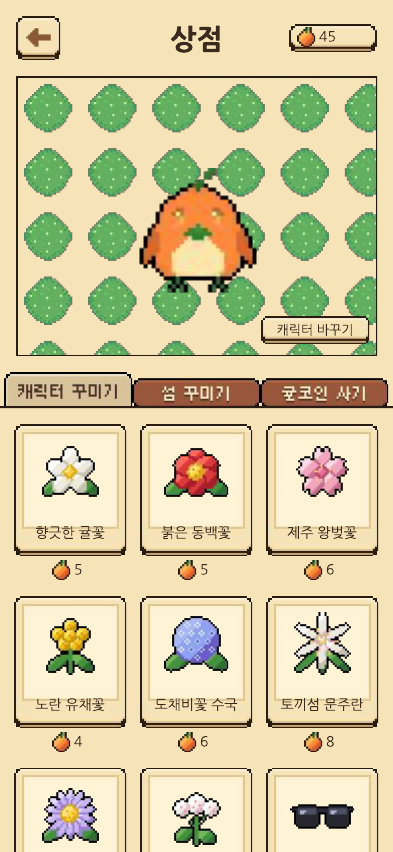 상점
45
캐릭터 바꾸기
캐릭터 꾸미기 섬 꾸미기 귤코인 사기
향긋한 귤꽃 붉은 동백꽃 제주 왕벚꽃
5 5 6
노란 유채꽃 도채비꽃 수국 토끼섬 문주란
4 6 8